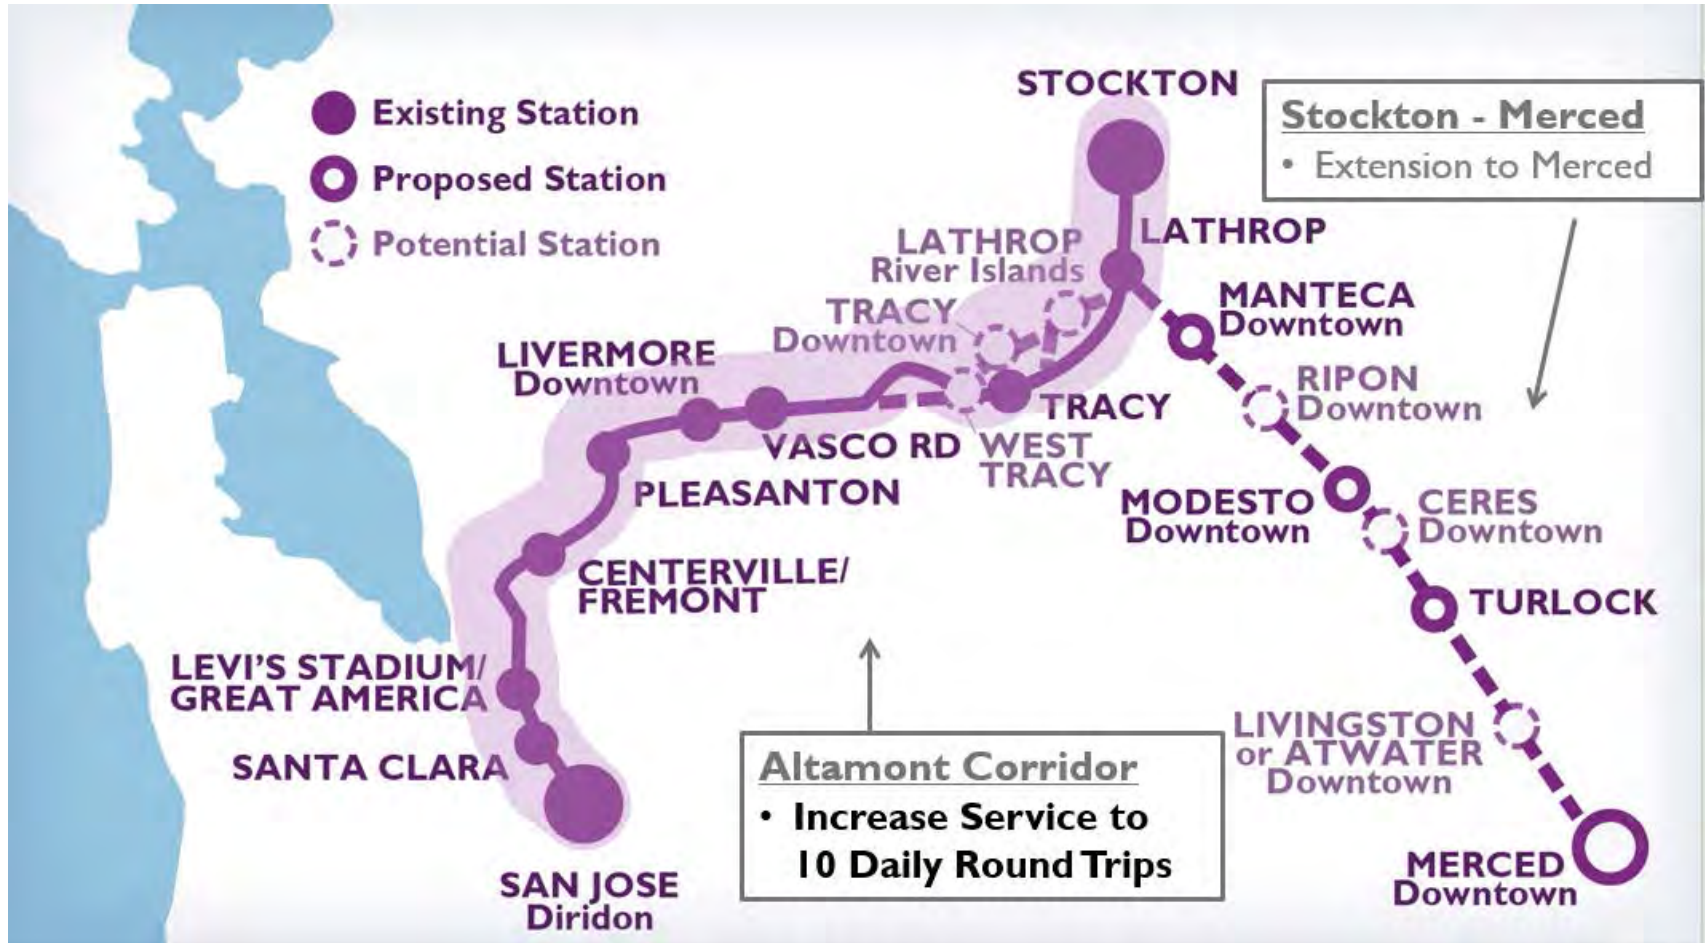 Existing Station
Proposed Station
Potential Station
STOCKTON
Stockton - Merced
• Extension to Merced
LATHROP
LATHROP
River Islands
TRACY
Downtown
MANTECA
Downtown
LIVERMORE
Downtown
RIPON
Downtown
TRACY
VASCO RD
WEST
TRACY
PLEASANTON
MODESTO
Downtown
CERES
Downtown
CENTERVILLE/
FREMONT
TURLOCK
LEVI'S STADIUM/
GREAT AMERICA
SANTA CLARA
LIVINGSTON
or ATWATER
Downtown
Altamont Corridor
• Increase Service to
10 Daily Round Trips
SAN JOSE
Diridon
MERCED
Downtown